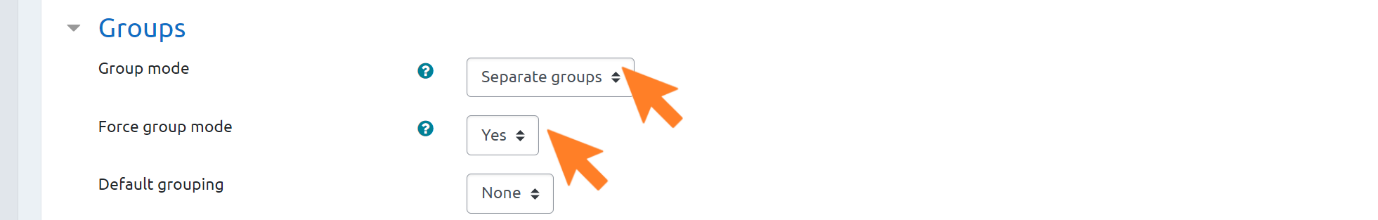 Groups
Group mode ? Separate groups
Force group mode ? Yes
Default grouping None